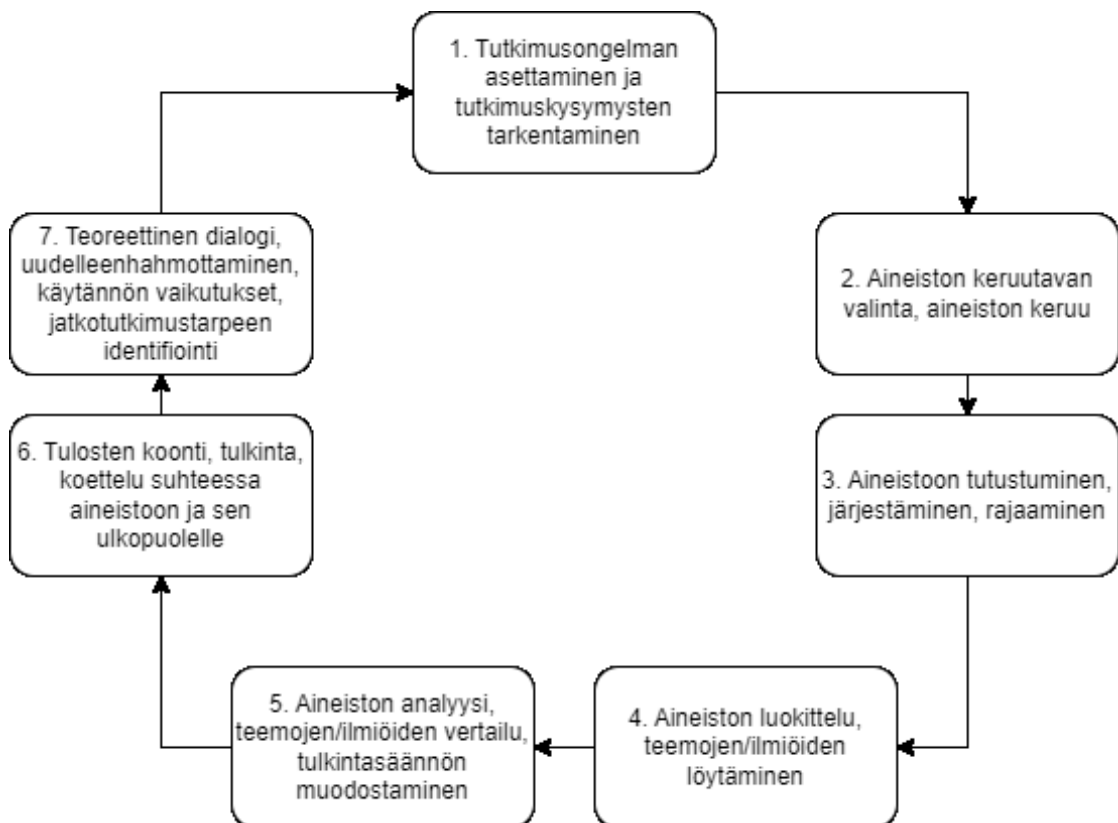 1. Tutkimusongelman
asettaminen ja
tutkimuskysymysten
tarkentaminen
2. Aineiston keruutavan
valinta, aineiston keruu
3. Aineistoon tutustuminen,
järjestäminen, rajaaminen
4. Aineiston luokittelu,
teemojen/ilmiöiden
löytäminen
5. Aineiston analyysi,
teemojen/ilmiöiden vertailu,
tulkintasäännön
muodostaminen
6. Tulosten koonti, tulkinta,
koettelu suhteessa
aineistoon ja sen
ulkopuolelle
7. Teoreettinen dialogi,
uudelleenhahmottaminen,
käytännön vaikutukset,
jatkotutkimustarpeen
identifiointi